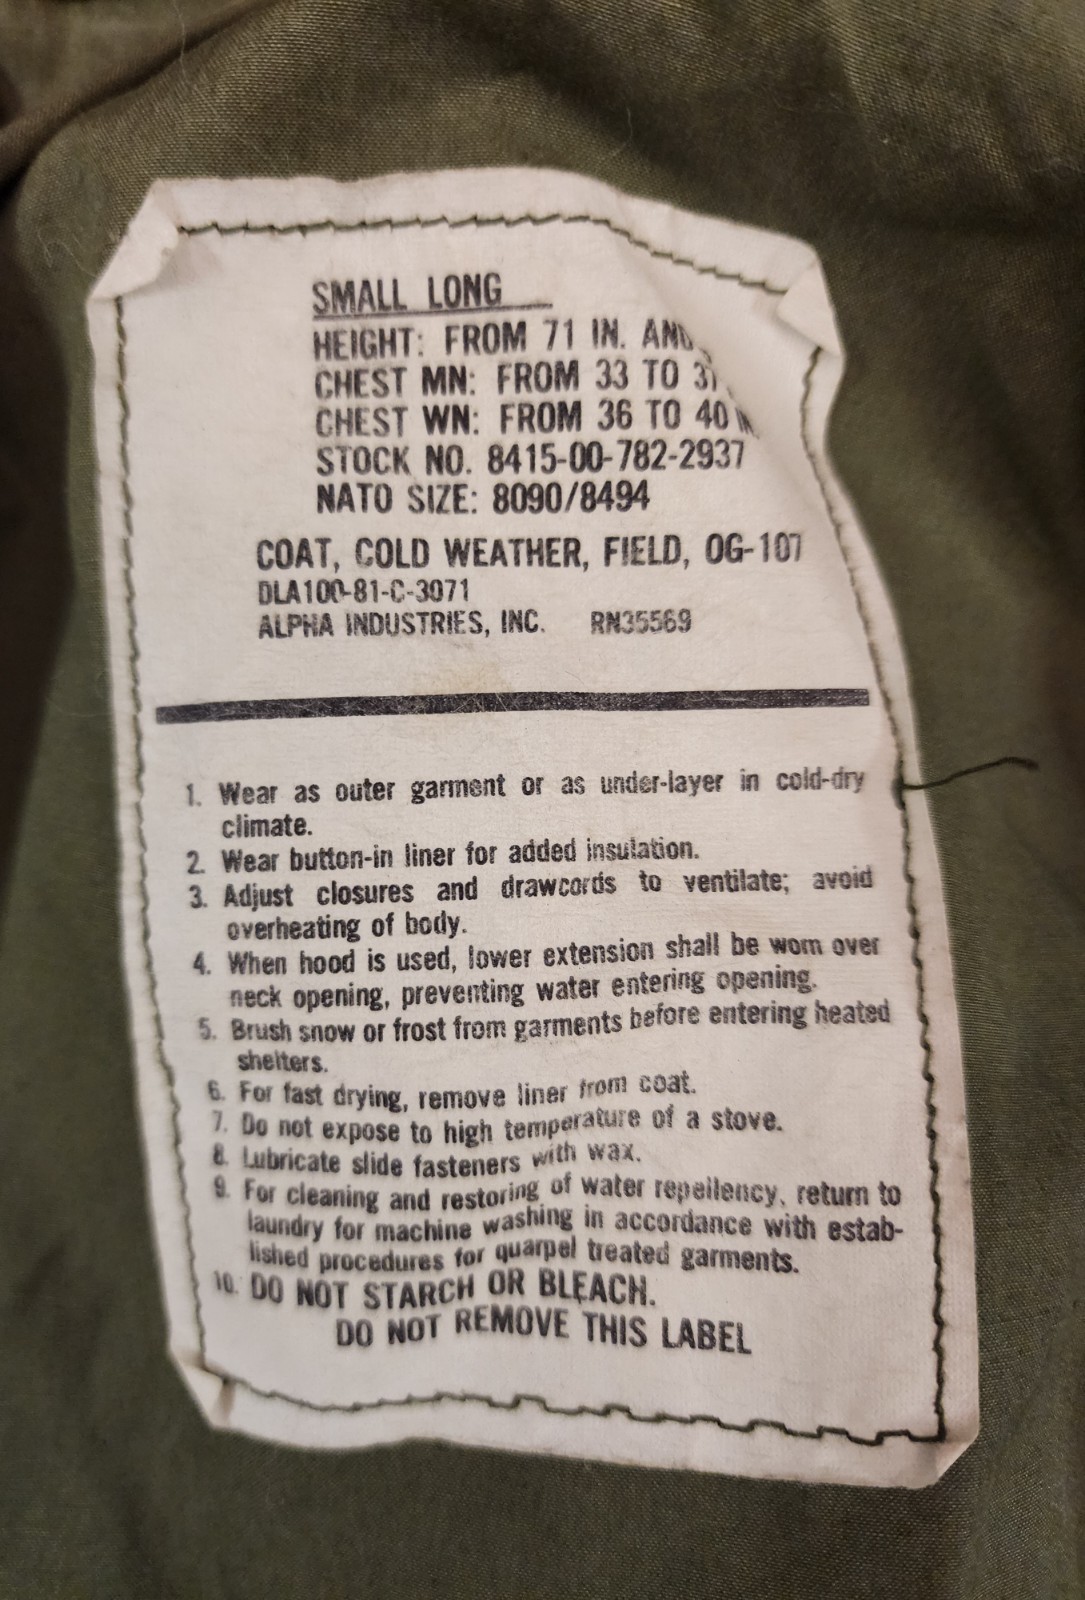 SMALL LONG
HEIGHT: FROM 71 IN. AND
CHEST MN: FROM 33 TO 37
CHEST WN: FROM 36 TO 40 IN
STOCK NO. 8415-00-782-2937
NATO SIZE: 8090/8494
COAT, COLD WEATHER, FIELD, OG-107
DLA100-81-C-3071
ALPHA INDUSTRIES, INC. RN35569
1. Wear as outer garment or as under-layer in cold-dry
climate.
2. Wear button-in liner for added insulation.
3. Adjust closures and drawcords to ventilate; avoid
overheating of body.
4. When hood is used, lower extension shall be worn over
neck opening, preventing water entering opening.
5. Brush snow or frost from garments before entering heated
shelters.
6. For fast drying, remove liner from coat.
7. Do not expose to high temperature of a stove.
8. Lubricate slide fasteners with wax.
9. For cleaning and restoring of water repellency, return to
laundry for machine washing in accordance with estab-
lished procedures for quarpel treated garments.
10. DO NOT STARCH OR BLEACH.
DO NOT REMOVE THIS LABEL